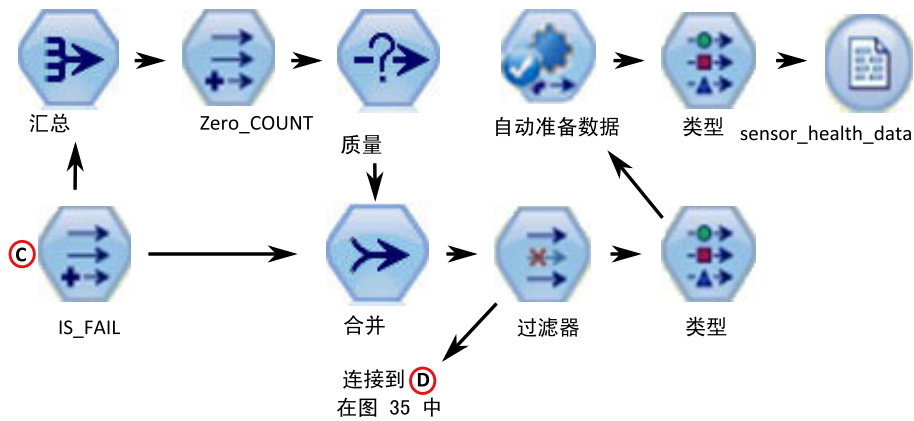 汇总
Zero_COUNT
质量
自动准备数据
类型
sensor_health_data
C
IS_FAIL
合并
过滤器
类型
连接到 D
在图 35 中